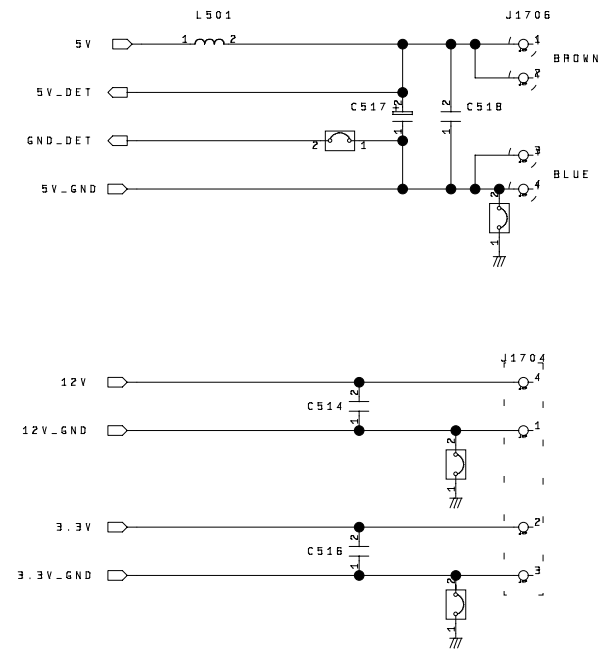 L501 J1706
5V 1 2 1
BROWN
2
5V_DET
C517 + 2 2 C518
1 1
GND_DET 2 1
3
BLUE
5V_GND 4
2
1
J1704
12V 4
2
C514
1
12V_GND 1
2
1
3.3V 2
2
C516
1
3.3V_GND 3
2
1